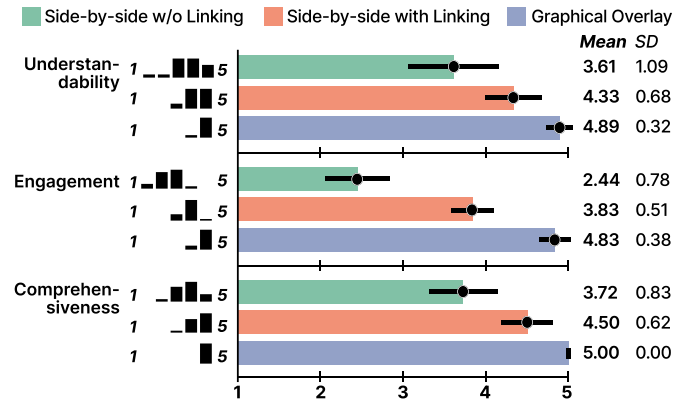 Side-by-side w/o Linking Side-by-side with Linking Graphical Overlay
Mean SD
Understan-
dability
1 5 3.61 1.09
1 5 4.33 0.68
1 5 4.89 0.32
Engagement 1 5 2.44 0.78
1 5 3.83 0.51
1 5 4.83 0.38
Comprehen-
siveness
1 5 3.72 0.83
1 5 4.50 0.62
1 5 5.00 0.00
1 2 3 4 5